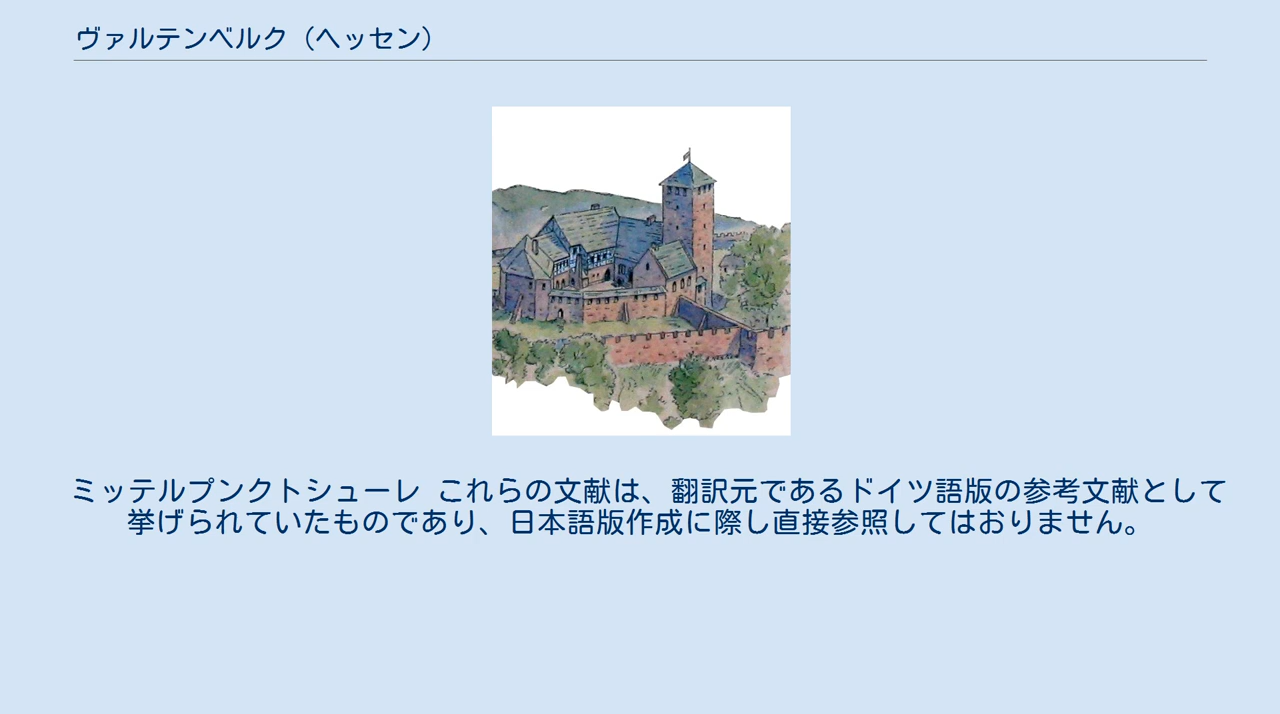 ヴァルテンベルク（ヘッセン）
ミッテルプンクトシューレ これらの文献は、翻訳元であるドイツ語版の参考文献として
挙げられていたものであり、日本語版作成に際し直接参照してはおりません。